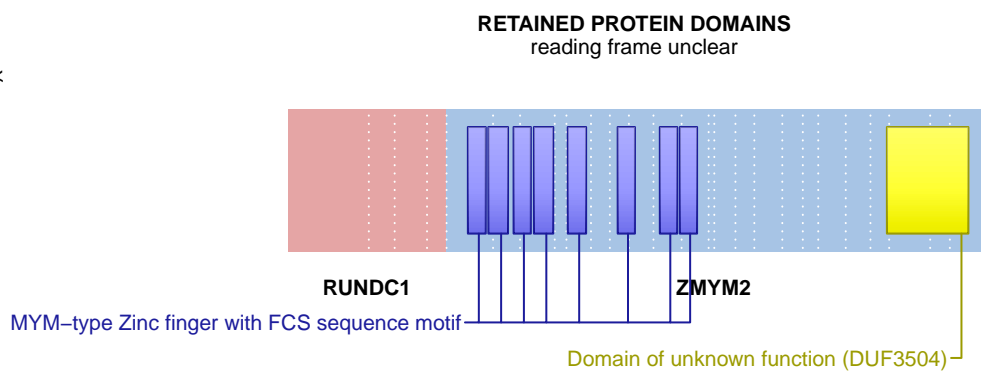 RETAINED PROTEIN DOMAINS
reading frame unclear
RUNDC1
ZMYM2
MYM−type Zinc finger with FCS sequence motif
Domain of unknown function (DUF3504)